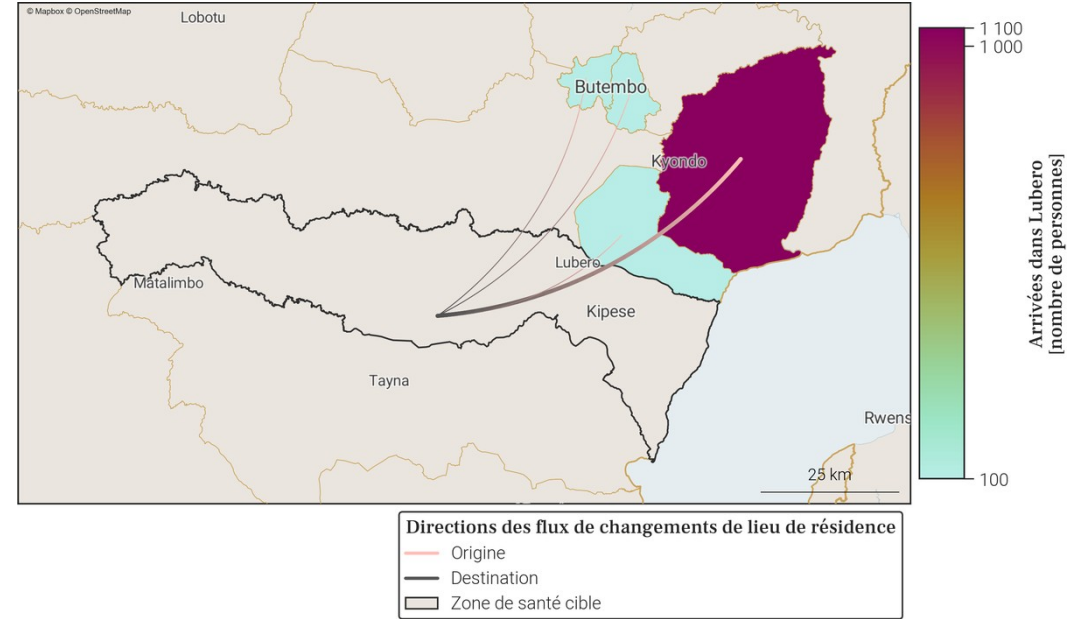 © Mapbox © OpenStreetMap
Lobotu
Butembo
Kyondo
Lubero
Matalimbo
Kipese
Tayna
Rwens
25 km
1 100
1 000
100
Arrivées dans Lubero
[nombre de personnes]
Directions des flux de changements de lieu de résidence
Origine
Destination
Zone de santé cible